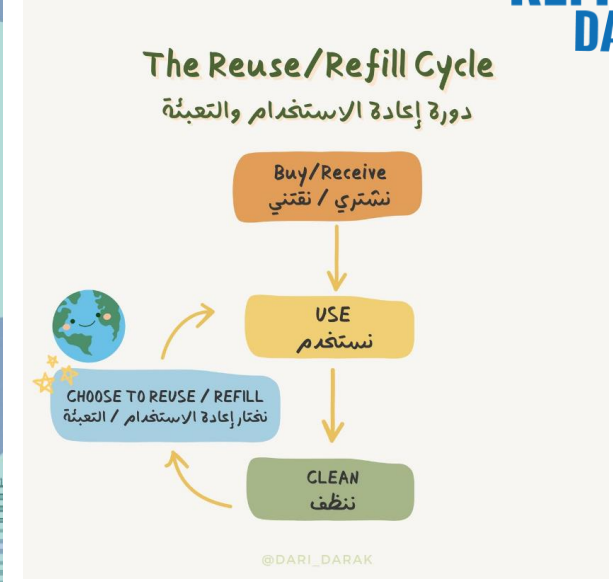 DA
The Reuse/Refill Cycle
دورة إعادة الاستخدام والتعبئة
Buy/Receive
نشتري / نقتني
USE
نستخدم
CHOOSE TO REUSE / REFILL
نختار إعادة الاستخدام / التعبئة
CLEAN
ننظف
@DARI_DARAK